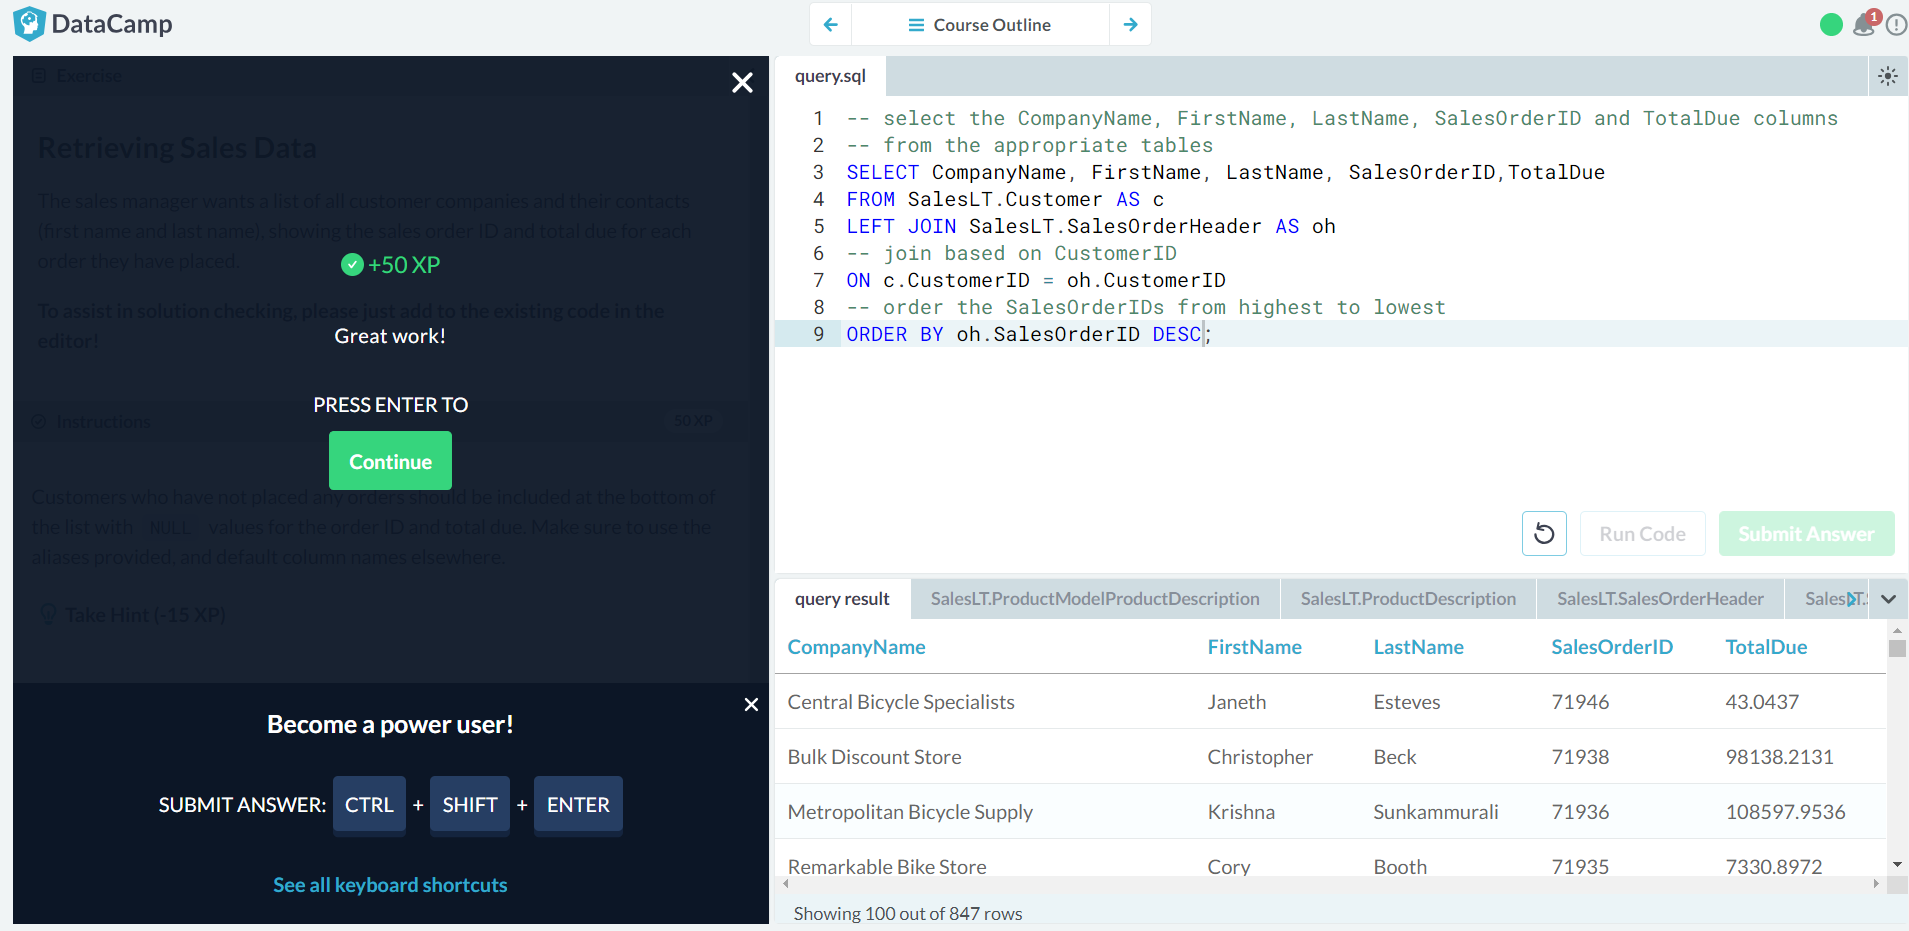 DataCamp
Course Outline
1
Exercise
Retrieving Sales Data
The sales manager wants a list of all customer companies and their contacts
(first name and last name), showing the sales order ID and total due for each
order they have placed.
+50 XP
To assist in solution checking, please just add to the existing code in the
editor!
Great work!
PRESS ENTER TO
Continue
Instructions
50 XP
Customers who have not placed any orders should be included at the bottom of
the list with NULL values for the order ID and total due. Make sure to use the
aliases provided, and default column names elsewhere.
Take Hint (-15 XP)
Become a power user!
SUBMIT ANSWER: CTRL + SHIFT + ENTER
See all keyboard shortcuts
query.sql
1 -- select the CompanyName, FirstName, LastName, SalesOrderID and TotalDue columns
2 -- from the appropriate tables
3 SELECT CompanyName, FirstName, LastName, SalesOrderID,TotalDue
4 FROM SalesLT.Customer AS c
5 LEFT JOIN SalesLT.SalesOrderHeader AS oh
6 -- join based on CustomerID
7 ON c.CustomerID = oh.CustomerID
8 -- order the SalesOrderIDs from highest to lowest
9 ORDER BY oh.SalesOrderID DESC;
Run Code
Submit Answer
query result SalesLT.ProductModelProductDescription SalesLT.ProductDescription SalesLT.SalesOrderHeader
CompanyName FirstName LastName SalesOrderID TotalDue
Central Bicycle Specialists Janeth Esteves 71946 43.0437
Bulk Discount Store Christopher Beck 71938 98138.2131
Metropolitan Bicycle Supply Krishna Sunkammurali 71936 108597.9536
Remarkable Bike Store Cory Booth 71935 7330.8972
Showing 100 out of 847 rows